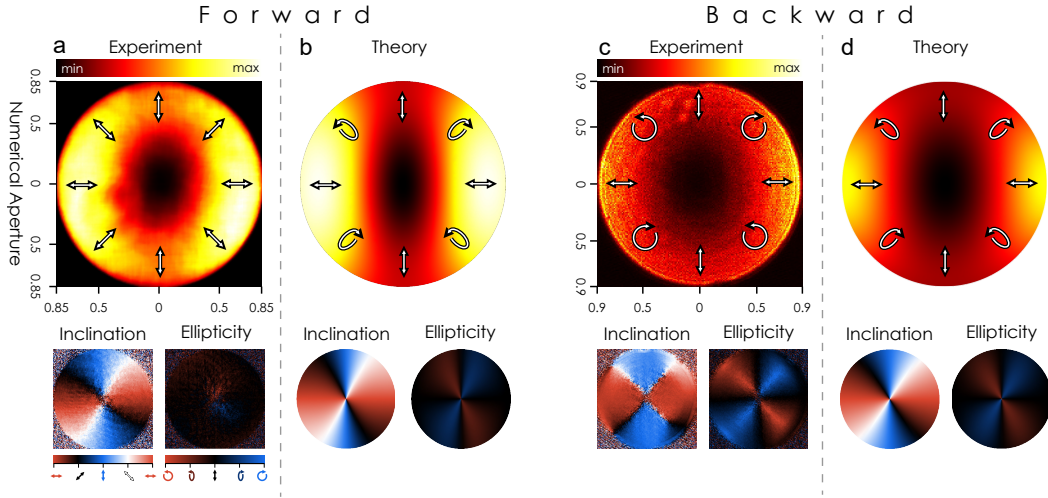 Forward
Backward
a
Experiment
min
max
Numerical Aperture
0.85
0.5
0
0.5
0.85
0.85
0.5
0
0.5
0.85
Inclination
Ellipticity
b
Theory
Inclination
Ellipticity
c
Experiment
min
max
0.9
0.5
0
0.5
0.9
0.9
0.5
0
0.5
0.9
Inclination
Ellipticity
d
Theory
Inclination
Ellipticity